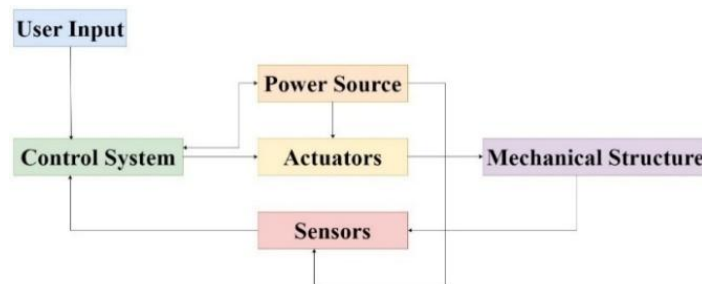 User Input
Power Source
Control System
Actuators
Mechanical Structure
Sensors